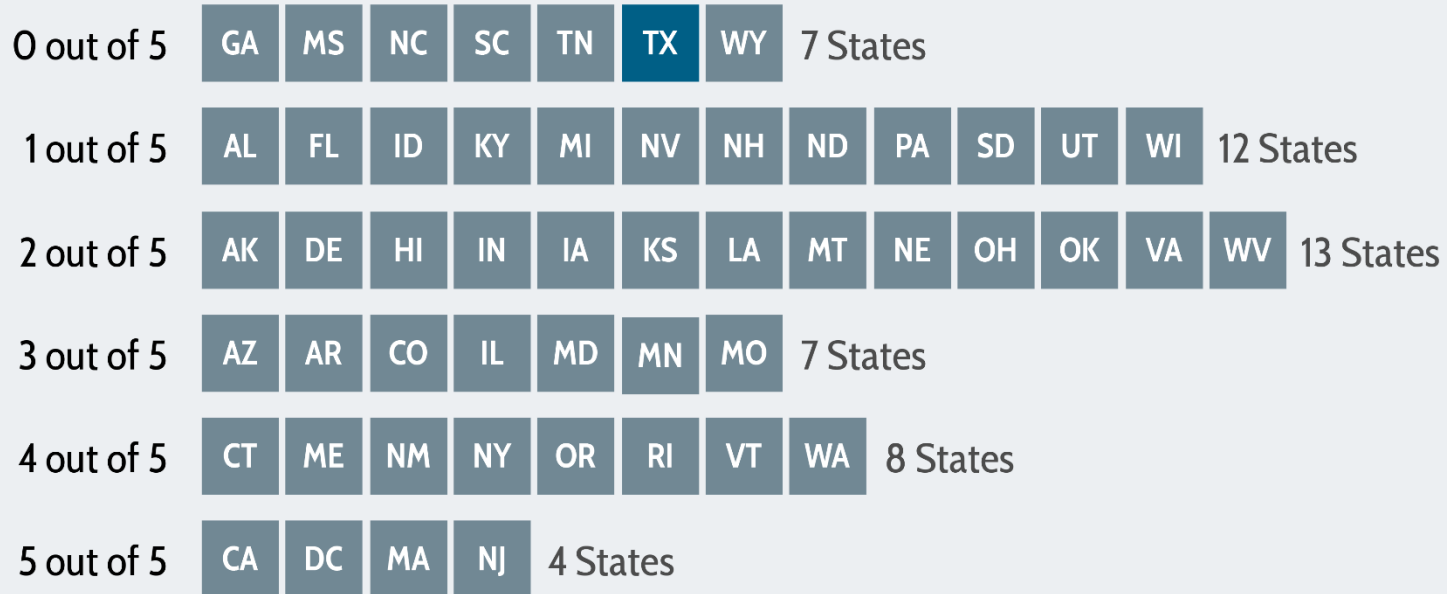 0 out of 5 GA MS NC SC TN TX WY 7 States
1 out of 5 AL FL ID KY MI NV NH ND PA SD UT WI 12 States
2 out of 5 AK DE HI IN IA KS LA MT NE OH OK VA WV 13 States
3 out of 5 AZ AR CO IL MD MN MO 7 States
4 out of 5 CT ME NM NY OR RI VT WA 8 States
5 out of 5 CA DC MA NJ 4 States